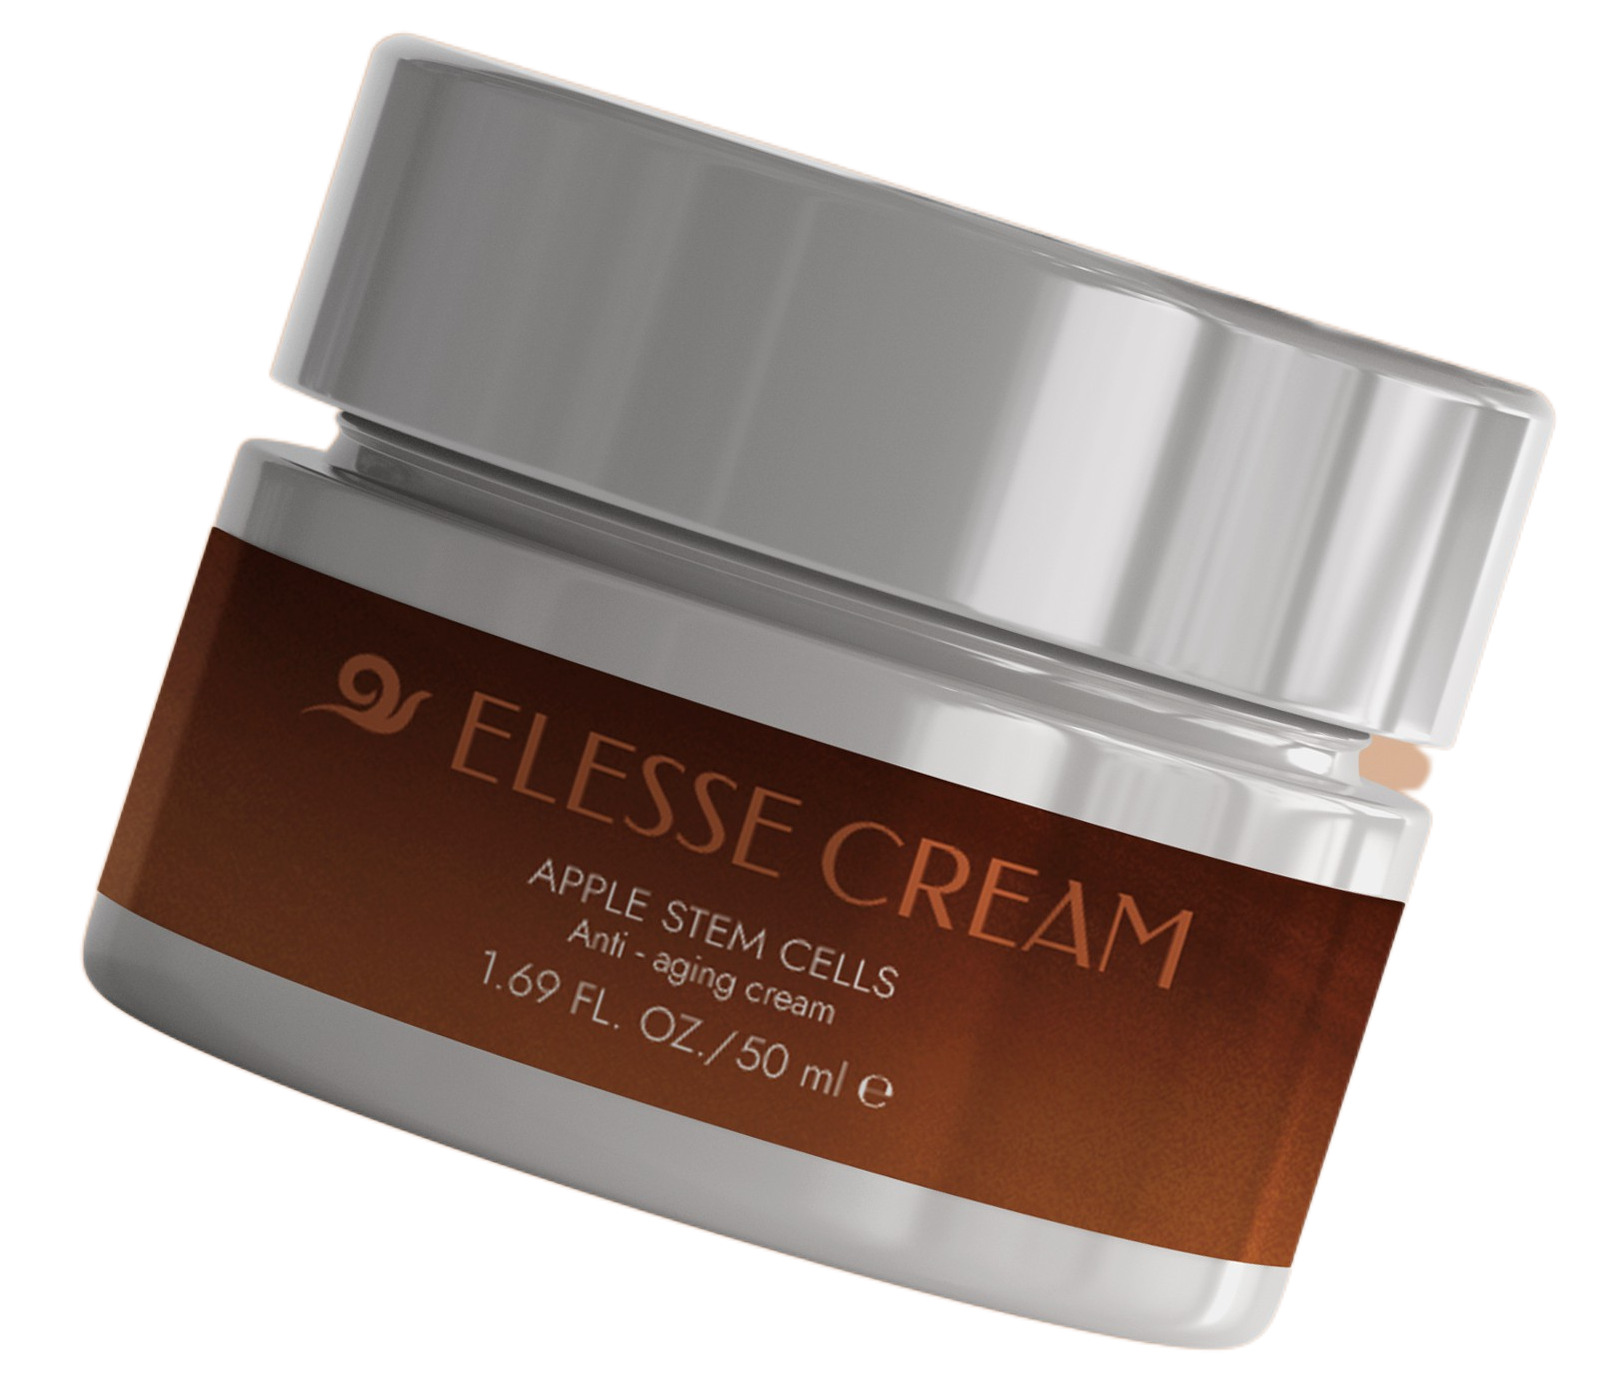 ELESSE CREAM
APPLE STEM CELLS
Anti - aging cream
1.69 FL. OZ./50 ml ℮